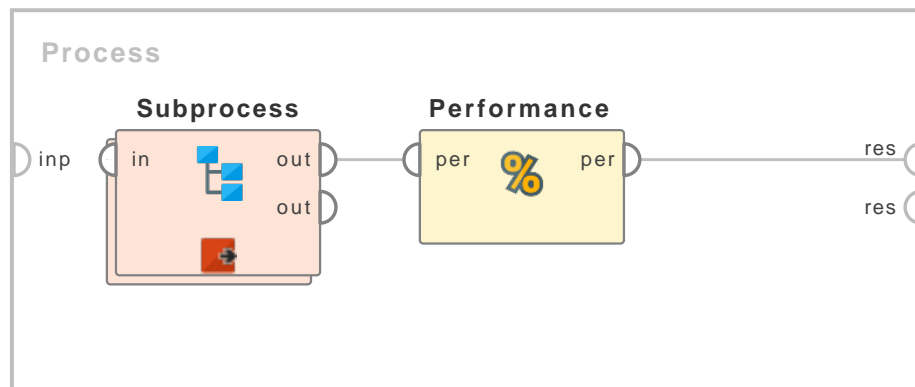 Process
Subprocess
Performance
inp
in
out
per
per
res
out
res